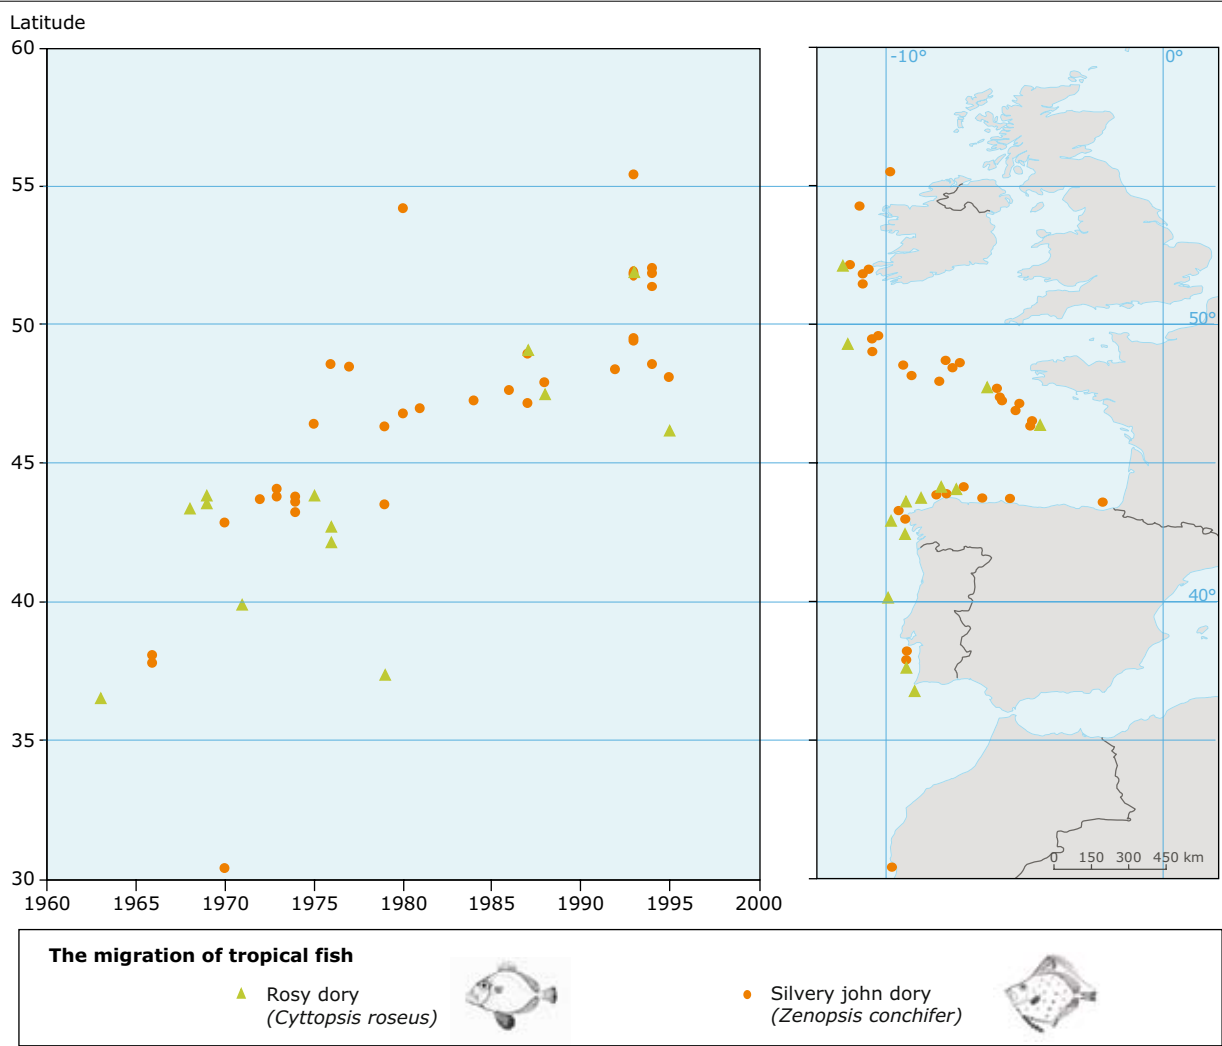 Latitude
60
55
50
45
40
35
30
1960 1965 1970 1975 1980 1985 1990 1995 2000
-10° 0°
50°
40°
0 150 300 450 km
The migration of tropical fish
Rosy dory
(Cyttopsis roseus)
Silvery john dory
(Zenopsis conchifer)